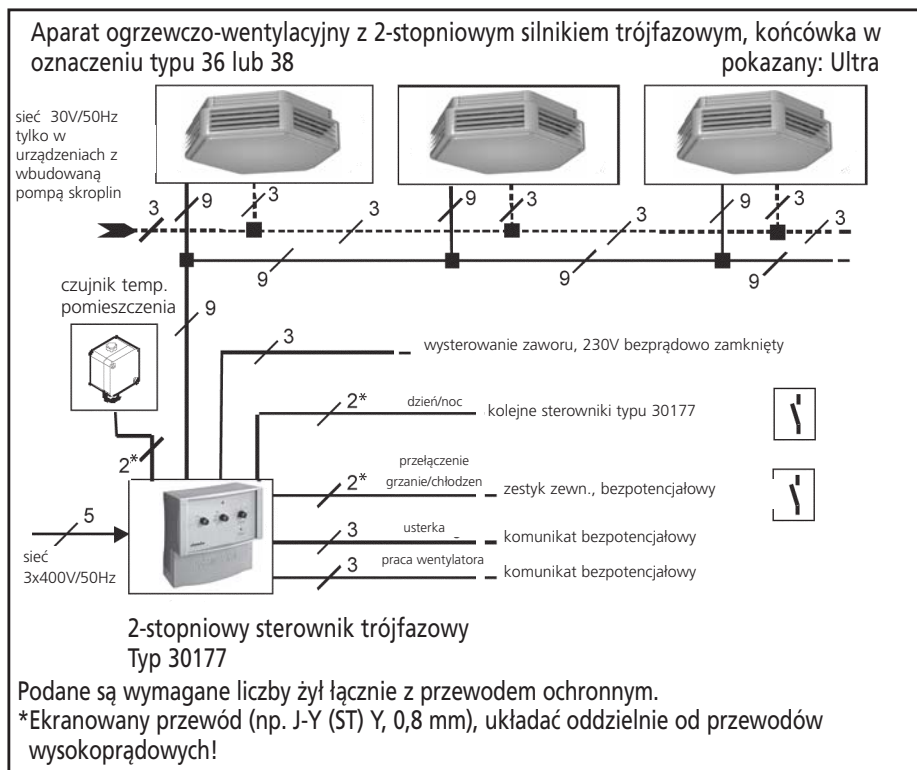 Aparat ogrzewczo-wentylacyjny z 2-stopniowym silnikiem trójfazowym, końcówka w
oznaczeniu typu 36 lub 38 pokazany: Ultra
sieć 30V/50Hz
tylko w
urządzeniach z
wbudowaną
pompą skroplin
9 3 9 3 9 3
3 3 3 3
9 9 9
czujnik temp.
pomieszczenia
9
3 wysterowanie zaworu, 230V bezprądowo zamknięty
2* dzień/noc kolejne sterowniki typu 30177
2*
przełączenie
2* grzanie/chłodzen zestyk zewn., bezpotencjałowy
5
3 usterka komunikat bezpotencjałowy
sieć
3x400V/50Hz
3 praca wentylatora komunikat bezpotencjałowy
2-stopniowy sterownik trójfazowy
Typ 30177
Podane są wymagane liczby żył łącznie z przewodem ochronnym.
*Ekranowany przewód (np. J-Y (ST) Y, 0,8 mm), układać oddzielnie od przewodów
wysokoprądowych!